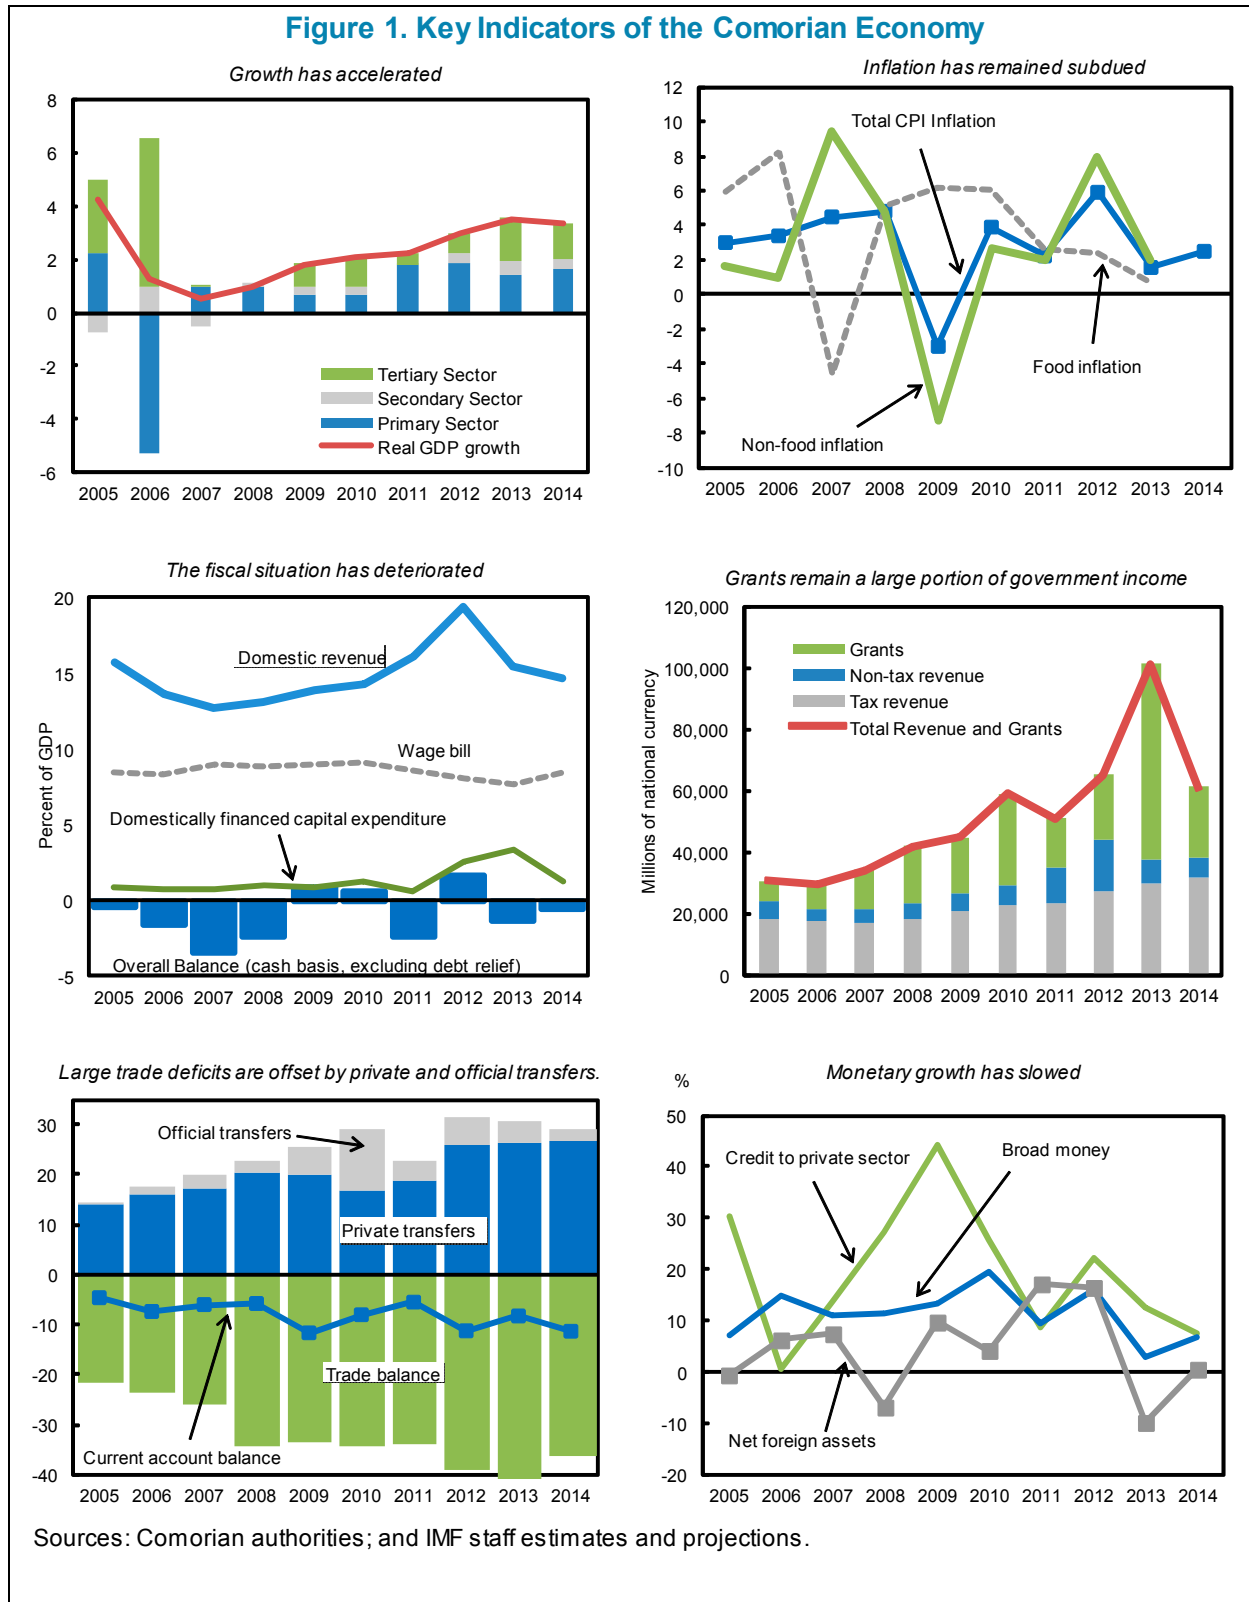 Figure 1. Key Indicators of the Comorian Economy
Growth has accelerated
8
6
4
2
0
-2
-4
-6
Tertiary Sector
Secondary Sector
Primary Sector
Real GDP growth
2005 2006 2007 2008 2009 2010 2011 2012 2013 2014
Inflation has remained subdued
12
10
8
6
4
2
0
-2
-4
-6
-8
-10
Total CPI Inflation
Food inflation
Non-food inflation
2005 2006 2007 2008 2009 2010 2011 2012 2013 2014
The fiscal situation has deteriorated
Percent of GDP
20
15
10
5
0
-5
Domestic revenue
Wage bill
Domestically financed capital expenditure
Overall Balance (cash basis, excluding debt relief)
2005 2006 2007 2008 2009 2010 2011 2012 2013 2014
Grants remain a large portion of government income
Millions of national currency
120,000
100,000
80,000
60,000
40,000
20,000
0
Grants
Non-tax revenue
Tax revenue
Total Revenue and Grants
2005 2006 2007 2008 2009 2010 2011 2012 2013 2014
Large trade deficits are offset by private and official transfers.
30
20
10
0
-10
-20
-30
-40
Official transfers
Private transfers
Trade balance
Current account balance
2005 2006 2007 2008 2009 2010 2011 2012 2013 2014
Monetary growth has slowed
%
50
40
30
20
10
0
-10
-20
Credit to private sector
Broad money
Net foreign assets
2005 2006 2007 2008 2009 2010 2011 2012 2013 2014
Sources: Comorian authorities; and IMF staff estimates and projections.